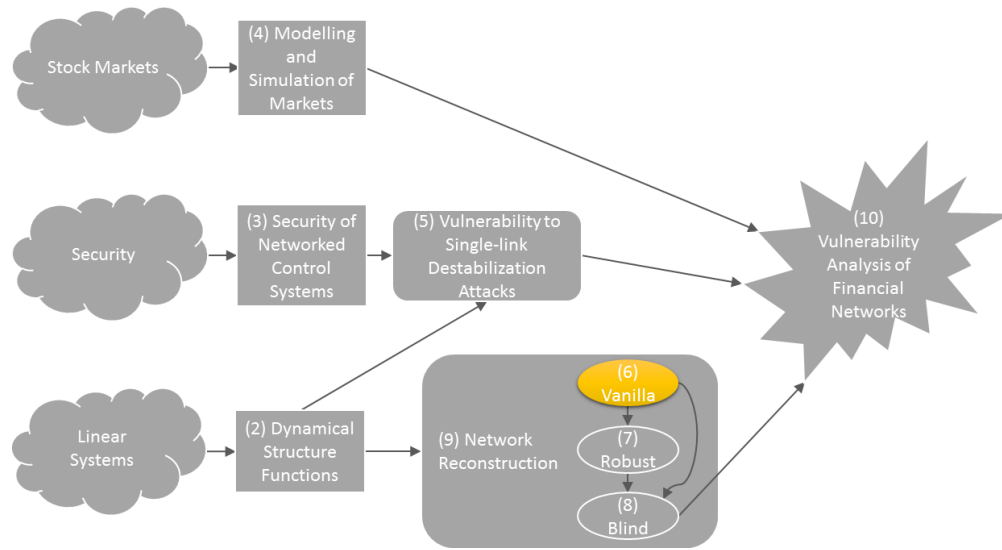 Stock Markets
(4) Modelling
and
Simulation of
Markets
Security
(3) Security of
Networked
Control
Systems
(5) Vulnerability to
Single-link
Destabilization
Attacks
(10)
Vulnerability
Analysis of
Financial
Networks
Linear
Systems
(2) Dynamical
Structure
Functions
(9) Network
Reconstruction
(6)
Vanilla
(7)
Robust
(8)
Blind